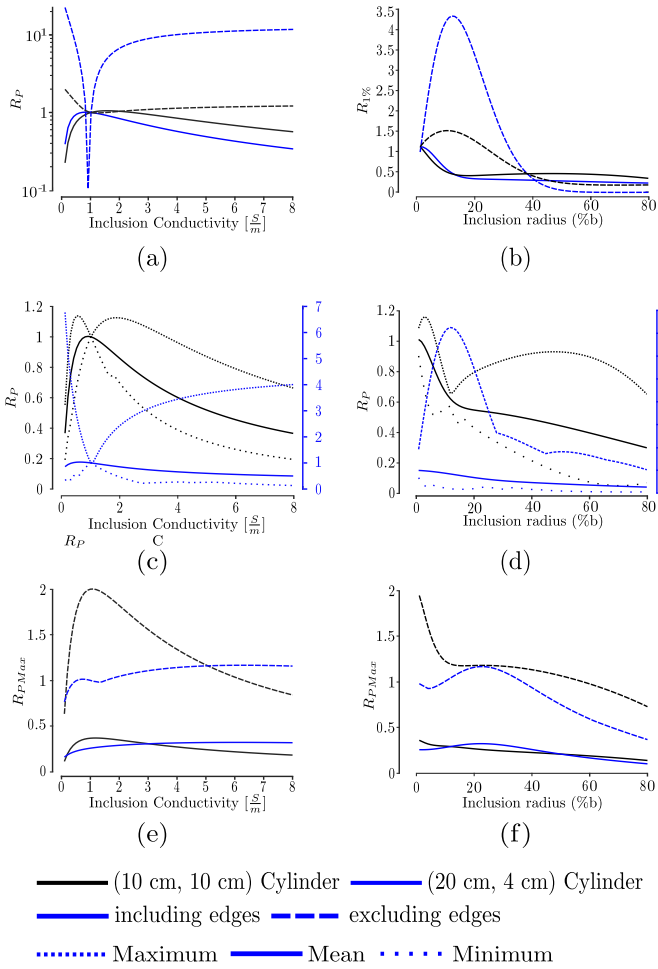 10¹
1
10⁻¹
R_P
0 1 2 4 6 8
Inclusion Conductivity [S/m]
(a)
3.5
3
2.5
2
1.5
1
0.5
0
R_1%
0 20 40 60 80
Inclusion radius (%b)
(b)
1.2
1
0.8
0.6
0.4
0.2
0
R_P
7
6
5
4
3
2
1
0
0 1 2 4 6 8
Inclusion Conductivity [S/m]
R_P C
(c)
1.2
1
0.8
0.6
0.4
0.2
0
R_P
0 20 40 60 80
Inclusion radius (%b)
(d)
2
1.5
1
0.5
0
R_PMax
0 1 2 4 6 8
Inclusion Conductivity [S/m]
(e)
2
1.5
1
0.5
0
R_PMax
0 20 40 60 80
Inclusion radius (%b)
(f)
(10 cm, 10 cm) Cylinder (20 cm, 4 cm) Cylinder
including edges excluding edges
Maximum Mean Minimum